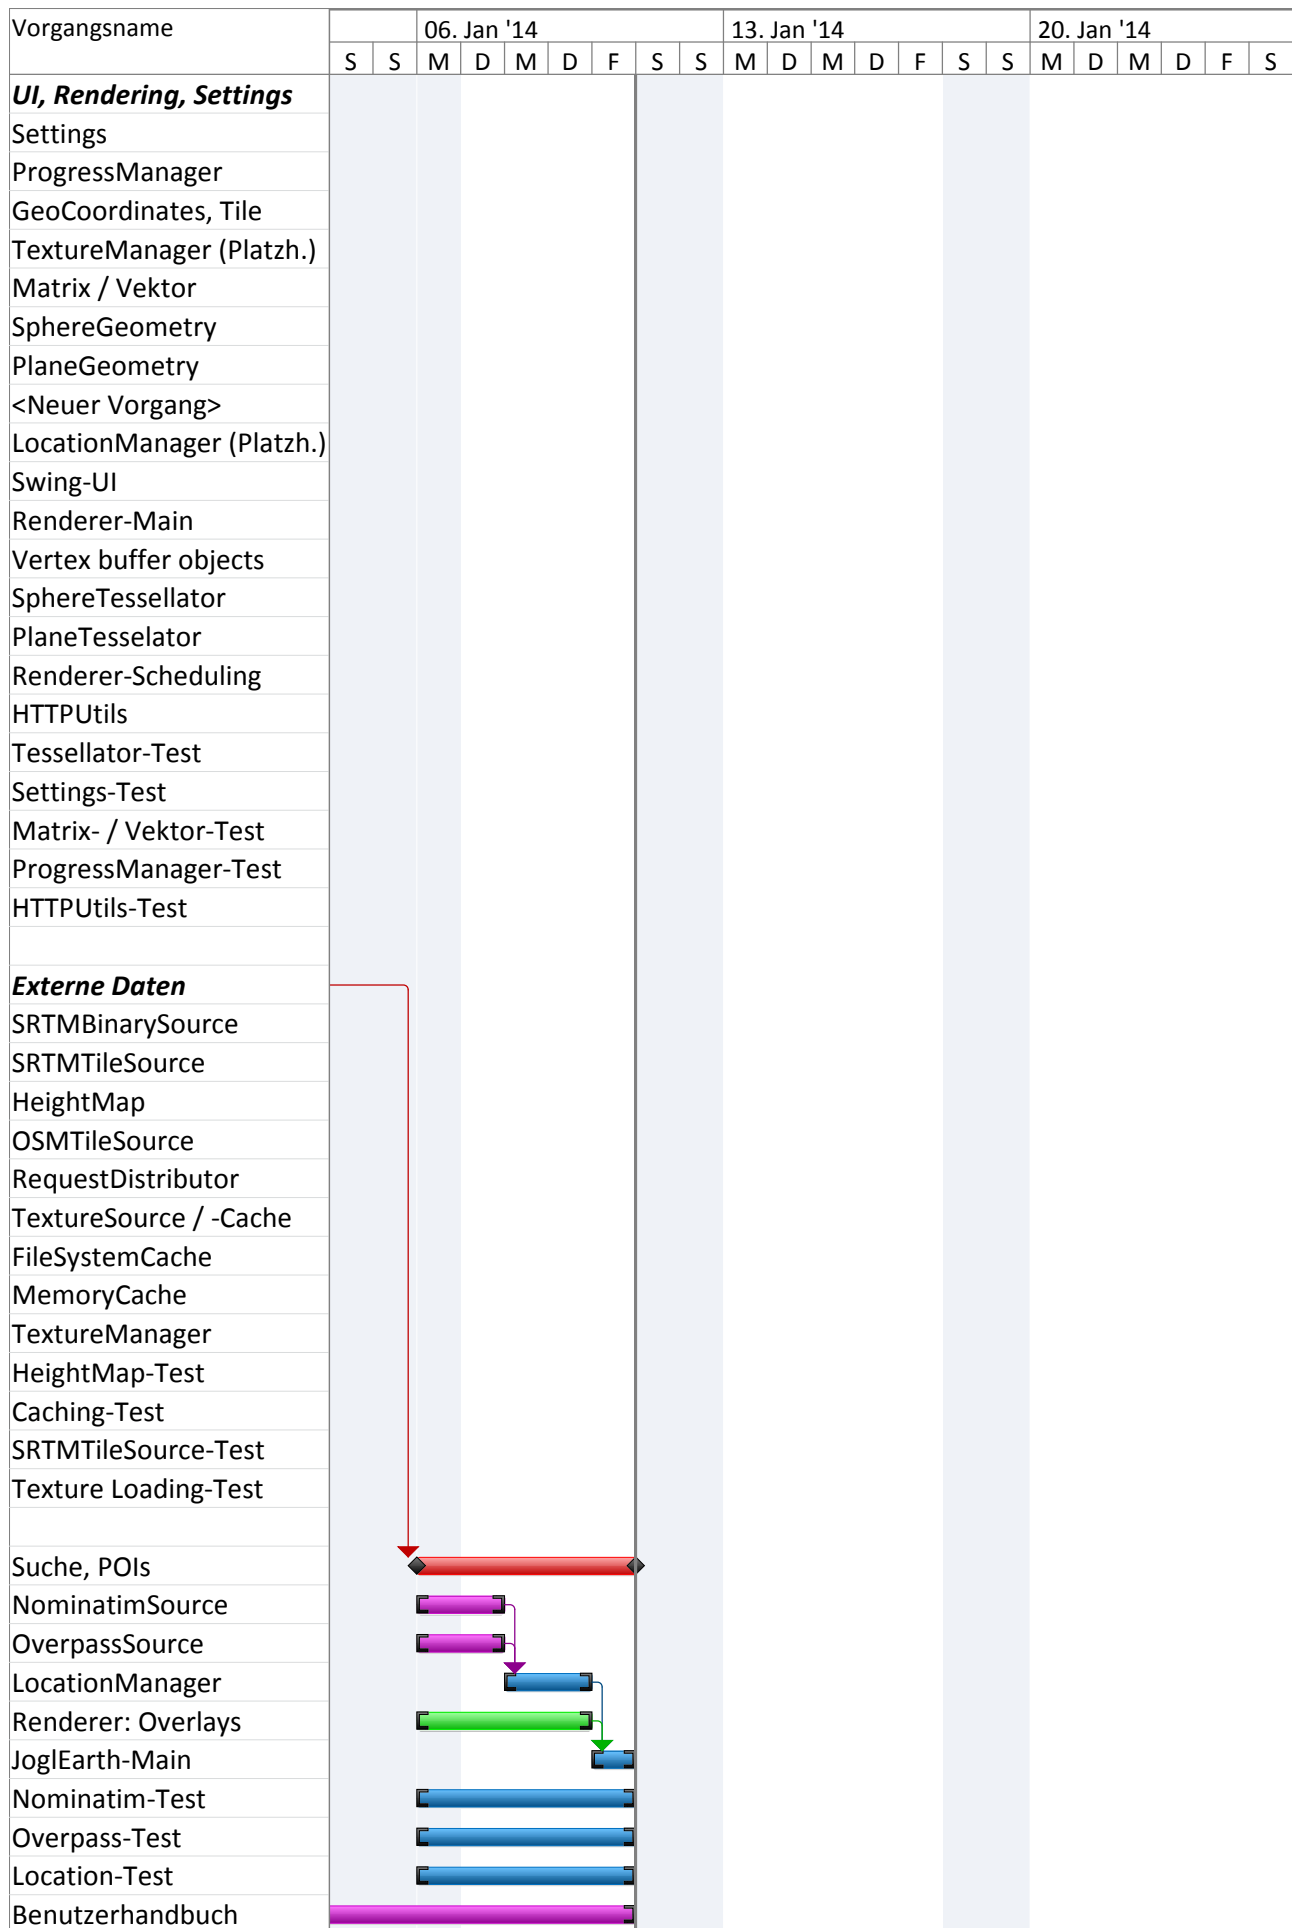 Vorgangsname
06. Jan '14 13. Jan '14 20. Jan '14
S S M D M D F S S M D M D F S S M D M D F S
UI, Rendering, Settings
Settings
ProgressManager
GeoCoordinates, Tile
TextureManager (Platzh.)
Matrix / Vektor
SphereGeometry
PlaneGeometry
<Neuer Vorgang>
LocationManager (Platzh.)
Swing-UI
Renderer-Main
Vertex buffer objects
SphereTessellator
PlaneTesselator
Renderer-Scheduling
HTTPUtils
Tessellator-Test
Settings-Test
Matrix- / Vektor-Test
ProgressManager-Test
HTTPUtils-Test
Externe Daten
SRTMBinarySource
SRTMTileSource
HeightMap
OSMTileSource
RequestDistributor
TextureSource / -Cache
FileSystemCache
MemoryCache
TextureManager
HeightMap-Test
Caching-Test
SRTMTileSource-Test
Texture Loading-Test
Suche, POIs
NominatimSource
OverpassSource
LocationManager
Renderer: Overlays
JoglEarth-Main
Nominatim-Test
Overpass-Test
Location-Test
Benutzerhandbuch